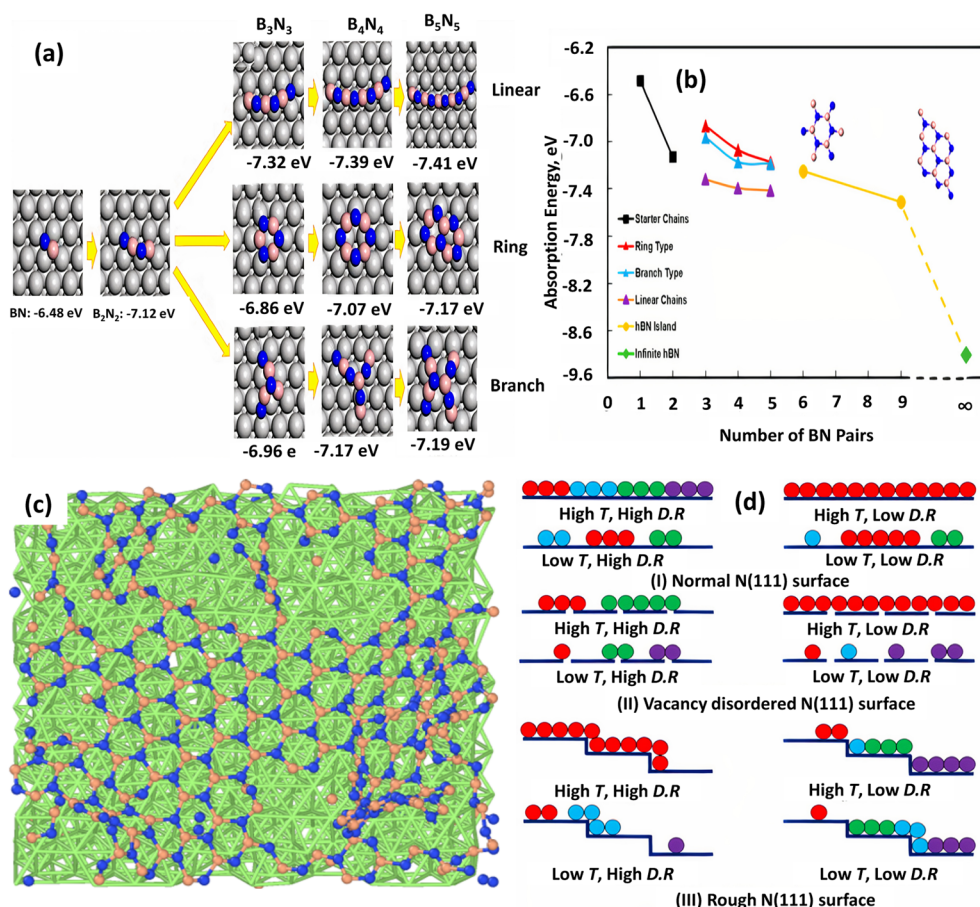 (a)
B₃N₃ B₄N₄ B₅N₅
Linear
-7.32 eV -7.39 eV -7.41 eV
BN: -6.48 eV B₂N₂: -7.12 eV
Ring
-6.86 eV -7.07 eV -7.17 eV
Branch
-6.96 e -7.17 eV -7.19 eV
(b)
Absorption Energy, eV
-6.2
-6.6
-7.0
-7.4
-7.8
-8.2
-8.6
-9.6
Starter Chains
Ring Type
Branch Type
Linear Chains
hBN Island
Infinite hBN
0 1 2 3 4 5 6 9 ∞
Number of BN Pairs
(c)
(d)
High T, High D.R High T, Low D.R
Low T, High D.R Low T, Low D.R
(I) Normal N(111) surface
High T, High D.R High T, Low D.R
Low T, High D.R Low T, Low D.R
(II) Vacancy disordered N(111) surface
High T, High D.R High T, Low D.R
Low T, High D.R Low T, Low D.R
(III) Rough N(111) surface